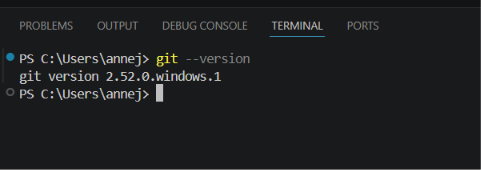 PROBLEMS OUTPUT DEBUG CONSOLE TERMINAL PORTS
PS C:\Users\annej> git --version
git version 2.52.0.windows.1
PS C:\Users\annej>